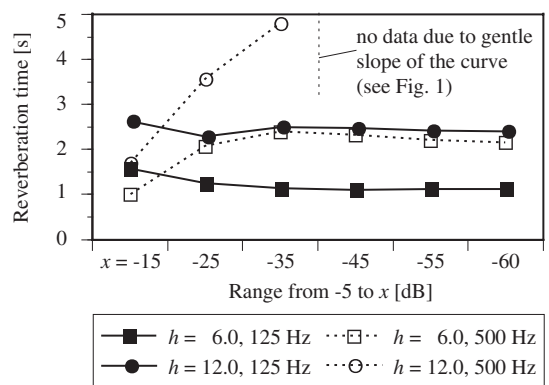 Reverberation time [s]
5
4
3
2
1
0
no data due to gentle
slope of the curve
(see Fig. 1)
x = -15 -25 -35 -45 -55 -60
Range from -5 to x [dB]
h = 6.0, 125 Hz h = 6.0, 500 Hz
h = 12.0, 125 Hz h = 12.0, 500 Hz